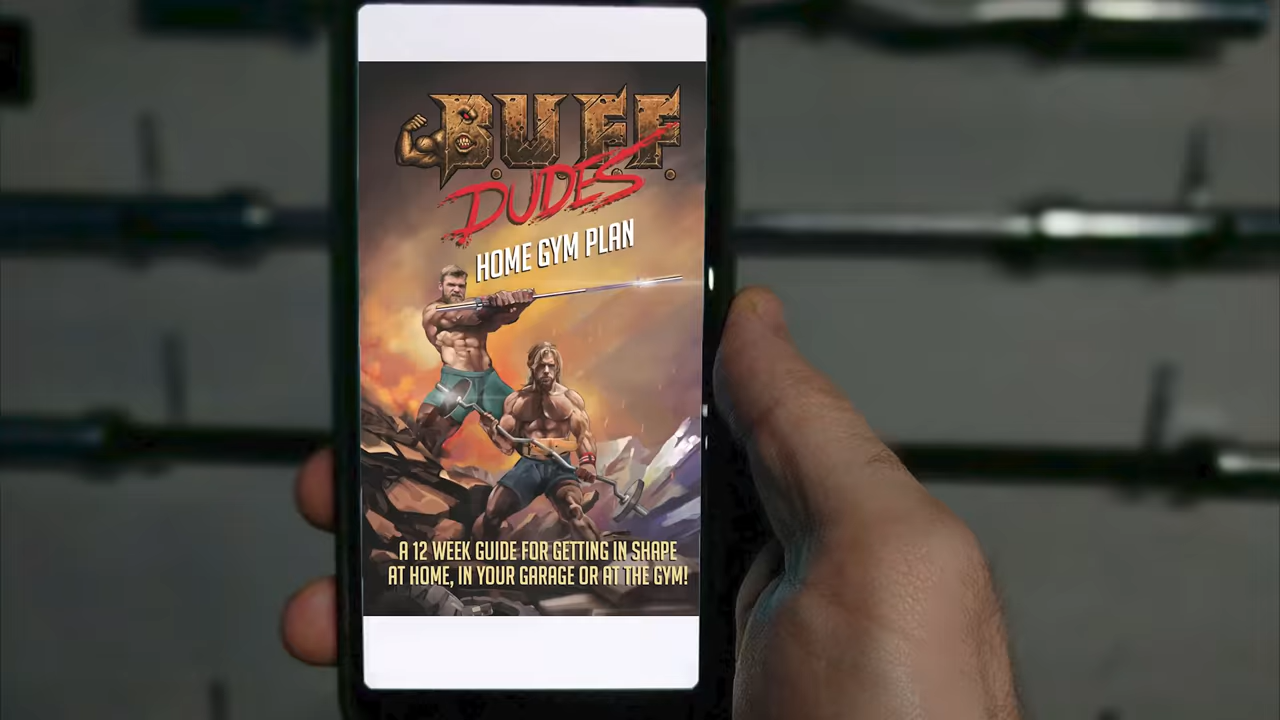 B.U.F.F.
DUDES
HOME GYM PLAN
A 12 WEEK GUIDE FOR GETTING IN SHAPE
AT HOME, IN YOUR GARAGE OR AT THE GYM!